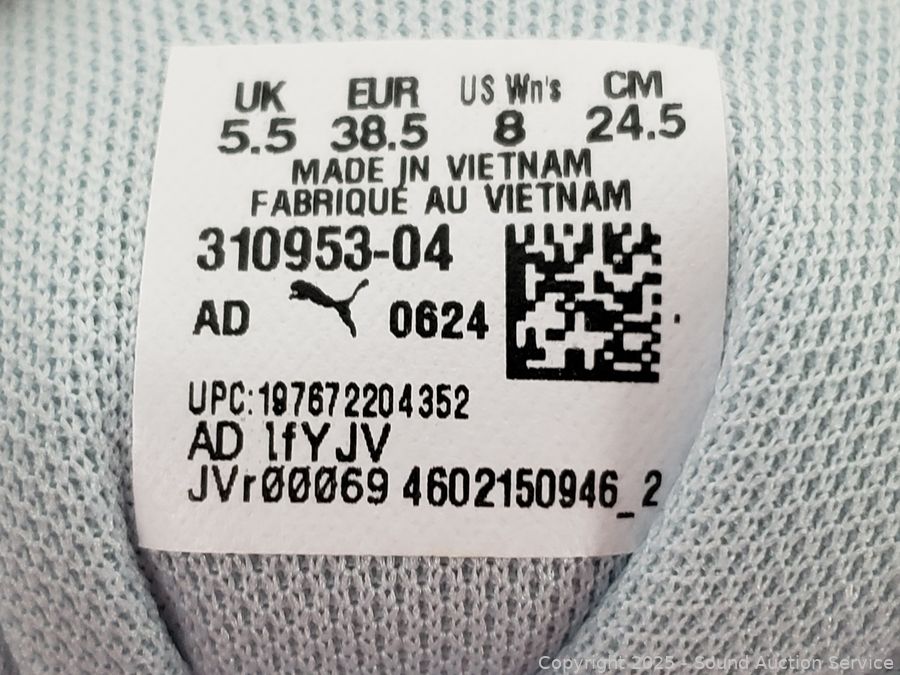 UK EUR US Wn's CM
5.5 38.5 8 24.5
MADE IN VIETNAM
FABRIQUÉ AU VIETNAM
310953-04
AD 0624
UPC:197672204352
AD lfYJV
JVr00069 4602150946_2
Copyright 2025 - Sound Auction Service